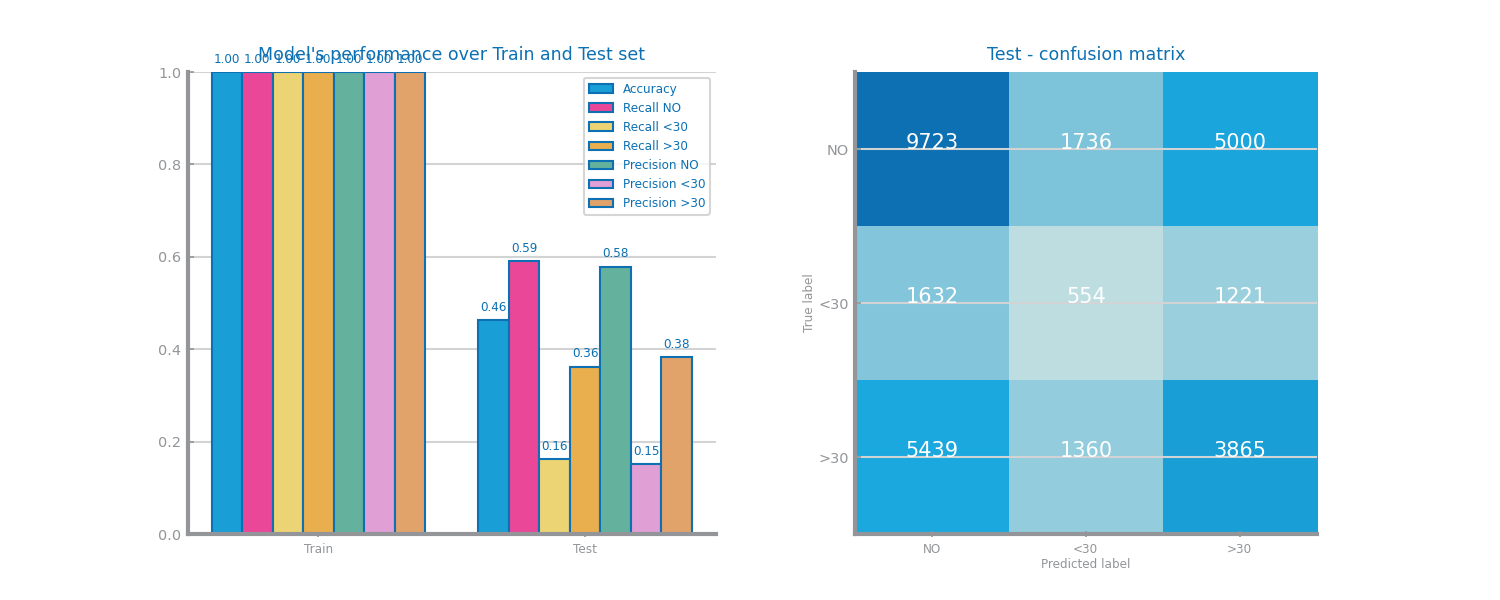 Model's performance over Train and Test set
1.00 1.00 1.00 1.00 1.00 1.00 1.00
1.0
0.8
0.6
0.4
0.2
0.0
Accuracy
Recall NO
Recall <30
Recall >30
Precision NO
Precision <30
Precision >30
0.46
0.59
0.16
0.36
0.58
0.15
0.38
Train
Test
Test - confusion matrix
True label
NO
9723 1736 5000
<30
1632 554 1221
>30
5439 1360 3865
NO <30 >30
Predicted label